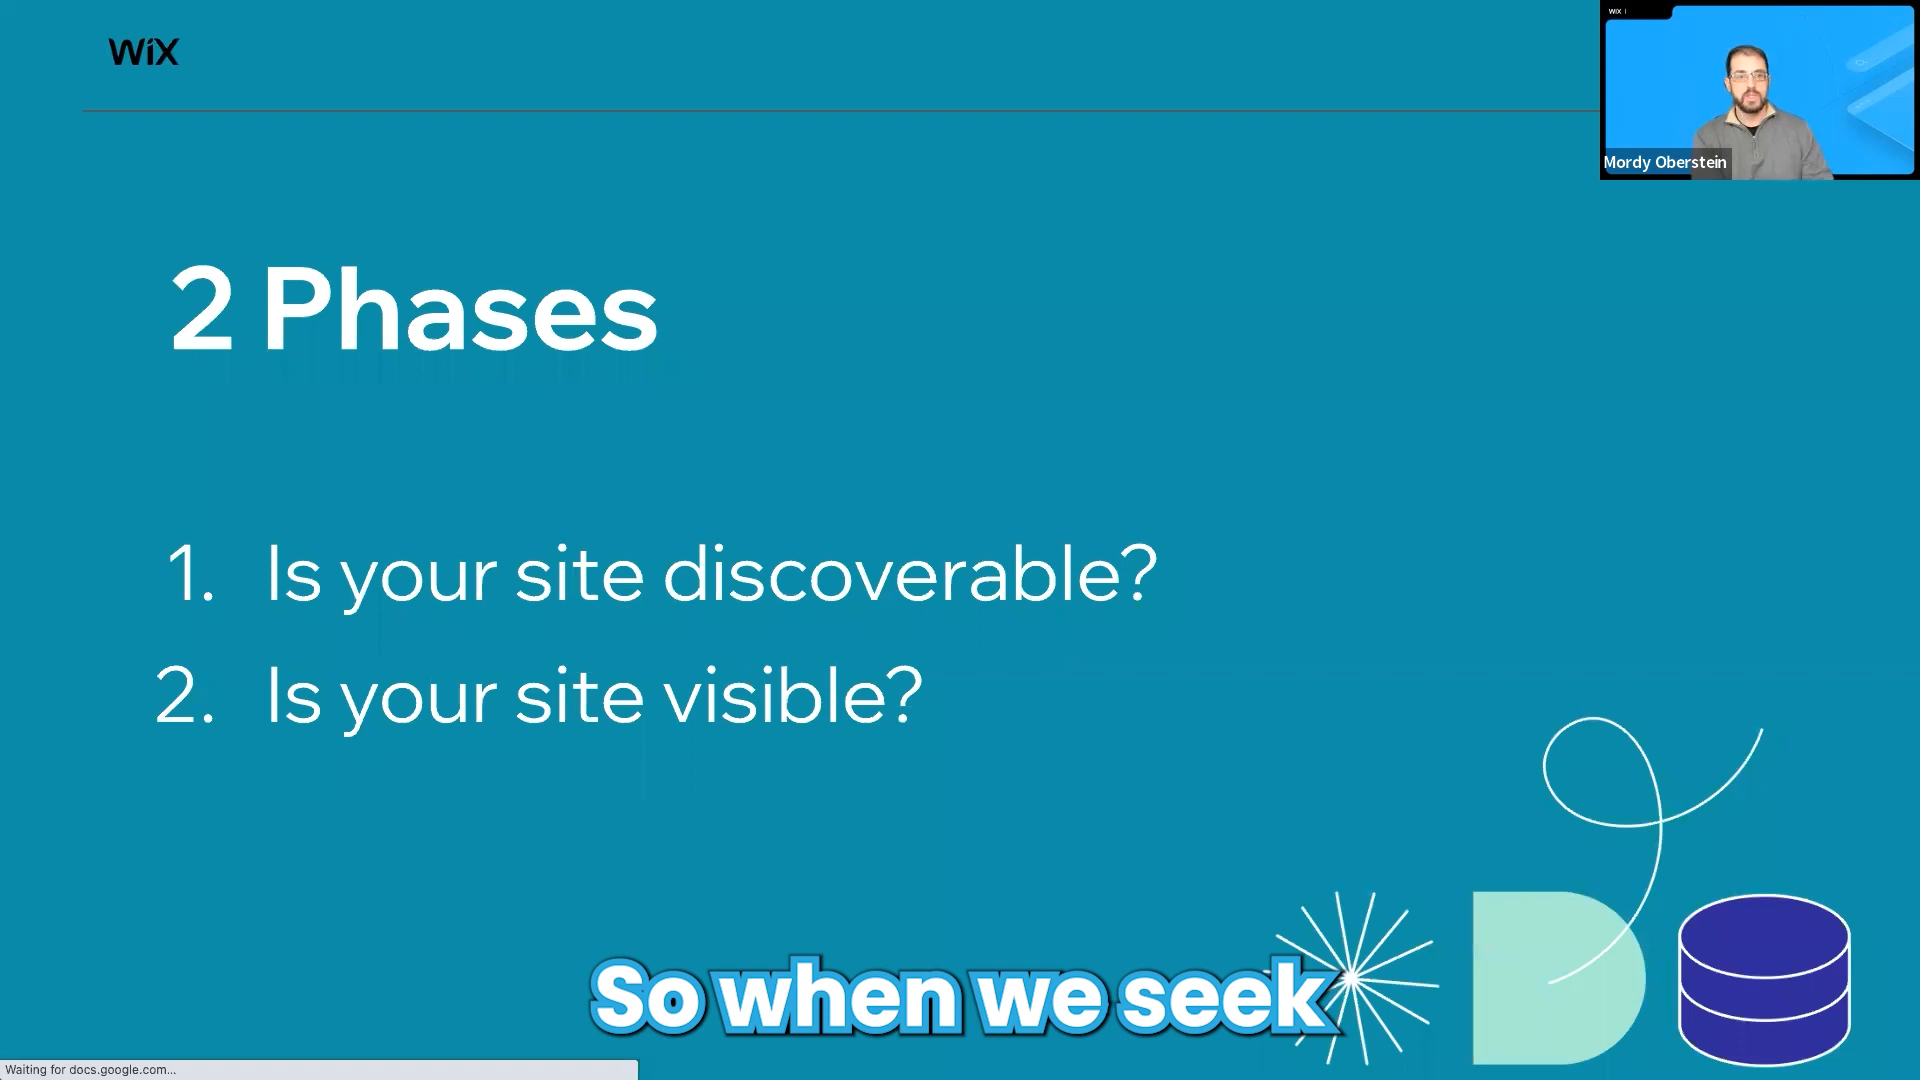 WiX
WIX
Mordy Oberstein
2 Phases
1. Is your site discoverable?
2. Is your site visible?
So when we seek
Waiting for docs.google.com...